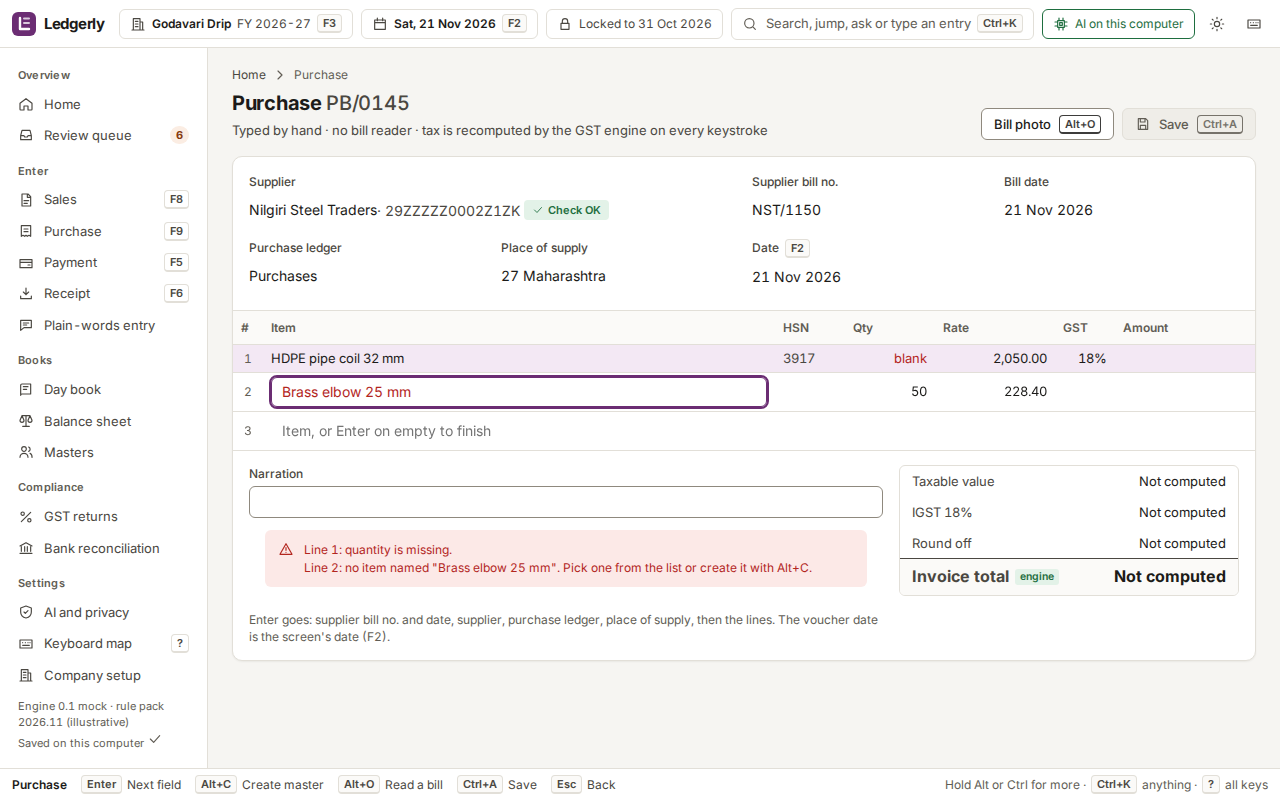 Ledgerly
Godavari Drip FY 2026-27 F3
Sat, 21 Nov 2026 F2
Locked to 31 Oct 2026
Search, jump, ask or type an entry Ctrl+K
AI on this computer
Overview
Home
Review queue 6
Enter
Sales F8
Purchase F9
Payment F5
Receipt F6
Plain-words entry
Books
Day book
Balance sheet
Masters
Compliance
GST returns
Bank reconciliation
Settings
AI and privacy
Keyboard map ?
Company setup
Engine 0.1 mock · rule pack
2026.11 (illustrative)
Saved on this computer
Home > Purchase
Purchase PB/0145
Typed by hand · no bill reader · tax is recomputed by the GST engine on every keystroke
Bill photo Alt+O
Save Ctrl+A
Supplier
Nilgiri Steel Traders· 29ZZZZZ0002Z1ZK Check OK
Supplier bill no.
NST/1150
Bill date
21 Nov 2026
Purchase ledger
Purchases
Place of supply
27 Maharashtra
Date F2
21 Nov 2026
# Item HSN Qty Rate GST Amount
1 HDPE pipe coil 32 mm 3917 blank 2,050.00 18%
2 Brass elbow 25 mm 50 228.40
3 Item, or Enter on empty to finish
Narration
Line 1: quantity is missing.
Line 2: no item named "Brass elbow 25 mm". Pick one from the list or create it with Alt+C.
Enter goes: supplier bill no. and date, supplier, purchase ledger, place of supply, then the lines. The voucher date
is the screen's date (F2).
Taxable value Not computed
IGST 18% Not computed
Round off Not computed
Invoice total engine Not computed
Purchase Enter Next field Alt+C Create master Alt+O Read a bill Ctrl+A Save Esc Back
Hold Alt or Ctrl for more · Ctrl+K anything · ? all keys